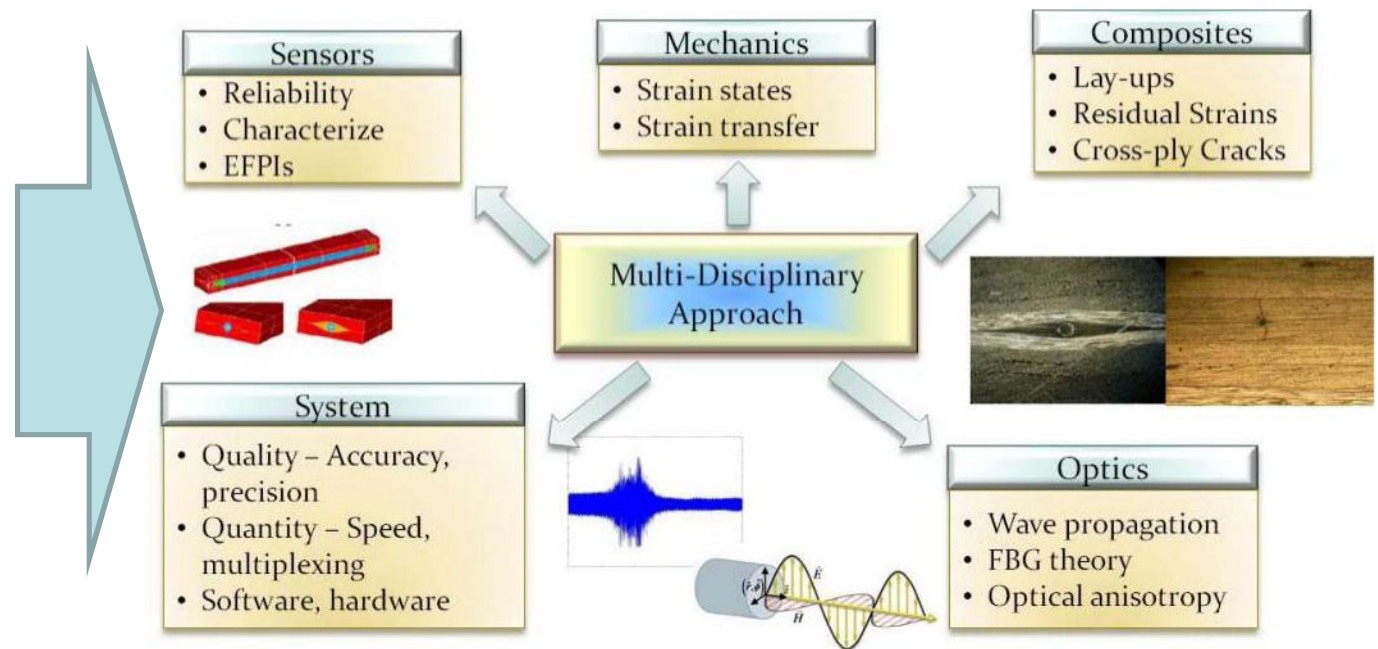 Sensors
• Reliability
• Characterize
• EFPIs
Mechanics
• Strain states
• Strain transfer
Composites
• Lay-ups
• Residual Strains
• Cross-ply Cracks
Multi-Disciplinary
Approach
System
• Quality – Accuracy,
precision
• Quantity – Speed,
multiplexing
• Software, hardware
Optics
• Wave propagation
• FBG theory
• Optical anisotropy